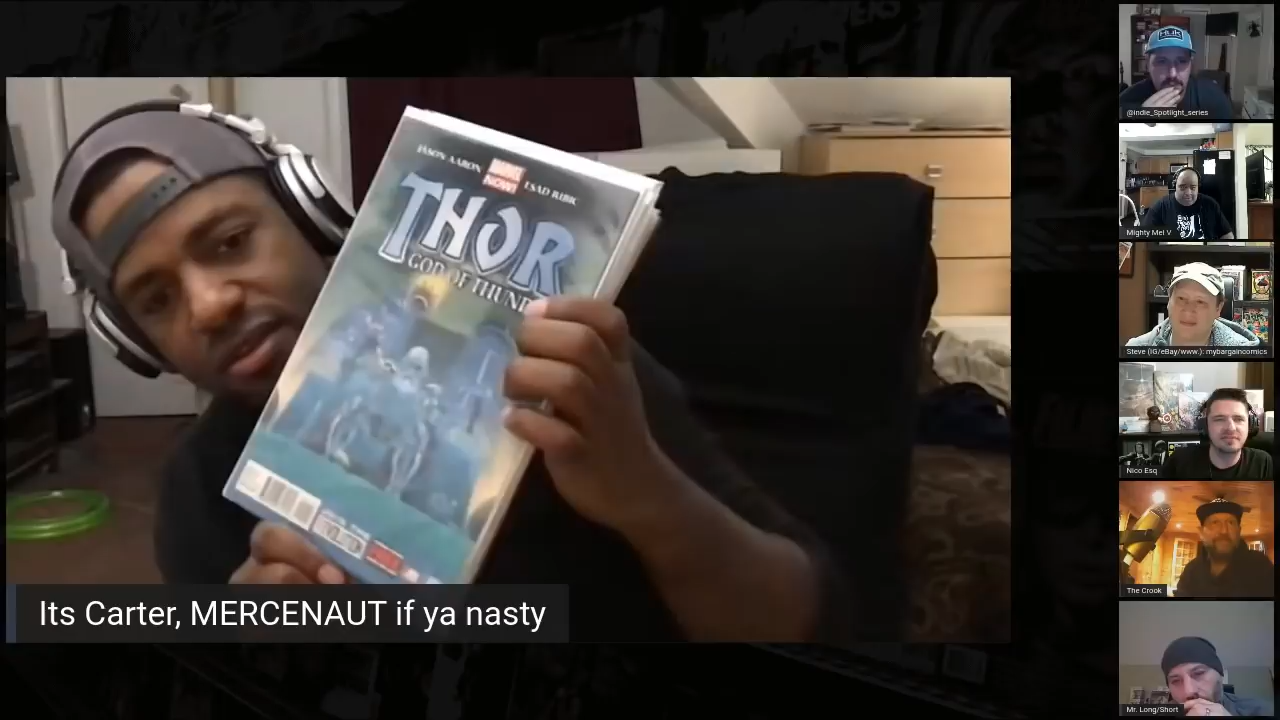 JASON AARON MARVEL NOW! ESAD RIBIC
THOR
GOD OF THUND
Its Carter, MERCENAUT if ya nasty
HUK
@indie_Spotlight_series
Mighty Mel V
Steve (IG/eBay/www.): mybargaincomics
Nico Esq
The Crook
Mr. Long/Short